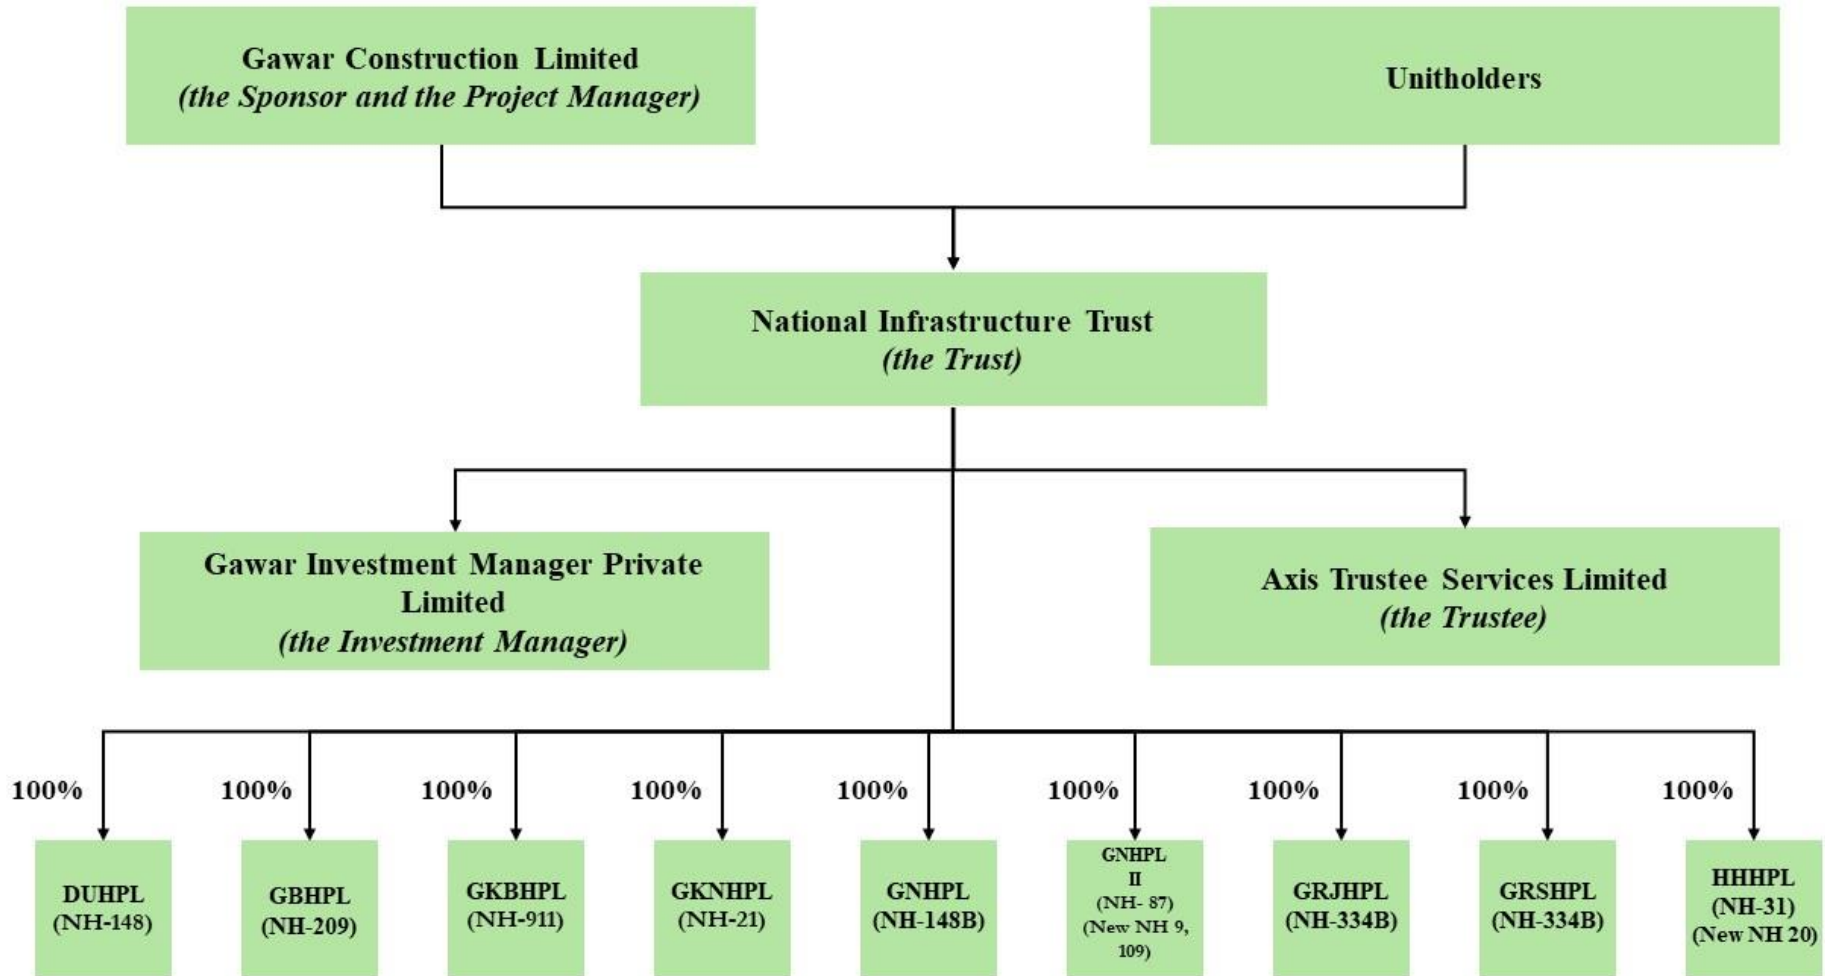 Gawar Construction Limited
(the Sponsor and the Project Manager)
Unitholders
National Infrastructure Trust
(the Trust)
Gawar Investment Manager Private
Limited
(the Investment Manager)
Axis Trustee Services Limited
(the Trustee)
100%
100%
100%
100%
100%
100%
100%
100%
100%
DUHPL
(NH-148)
GBHPL
(NH-209)
GKBHPL
(NH-911)
GKNHPL
(NH-21)
GNHPL
(NH-148B)
GNHPL
II
(NH- 87)
(New NH 9,
109)
GRJHPL
(NH-334B)
GRSHPL
(NH-334B)
HHHPL
(NH-31)
(New NH 20)